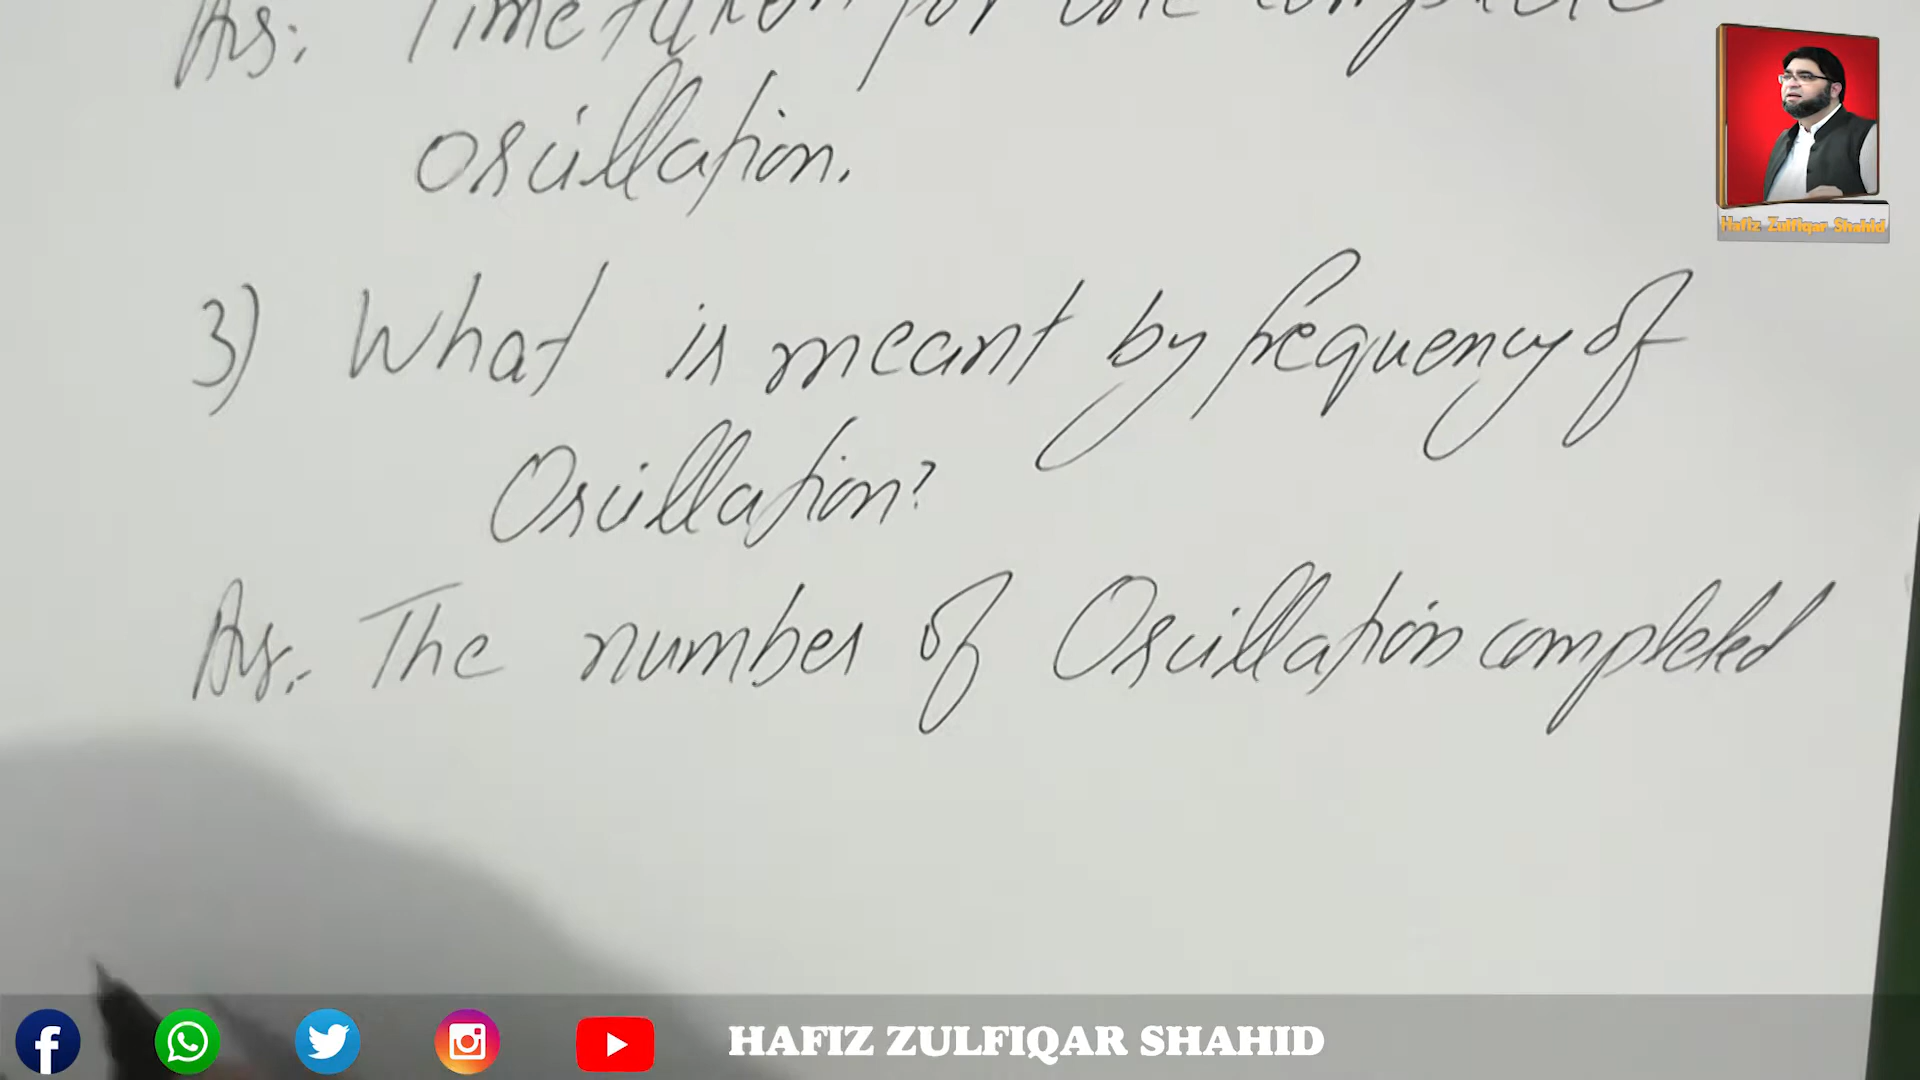 Ans: Time taken for one complete
oscillation.
Hafiz Zulfiqar Shahid
3) What is meant by frequency of
Oscillation?
Ans. The number of Oscillation completed
HAFIZ ZULFIQAR SHAHID